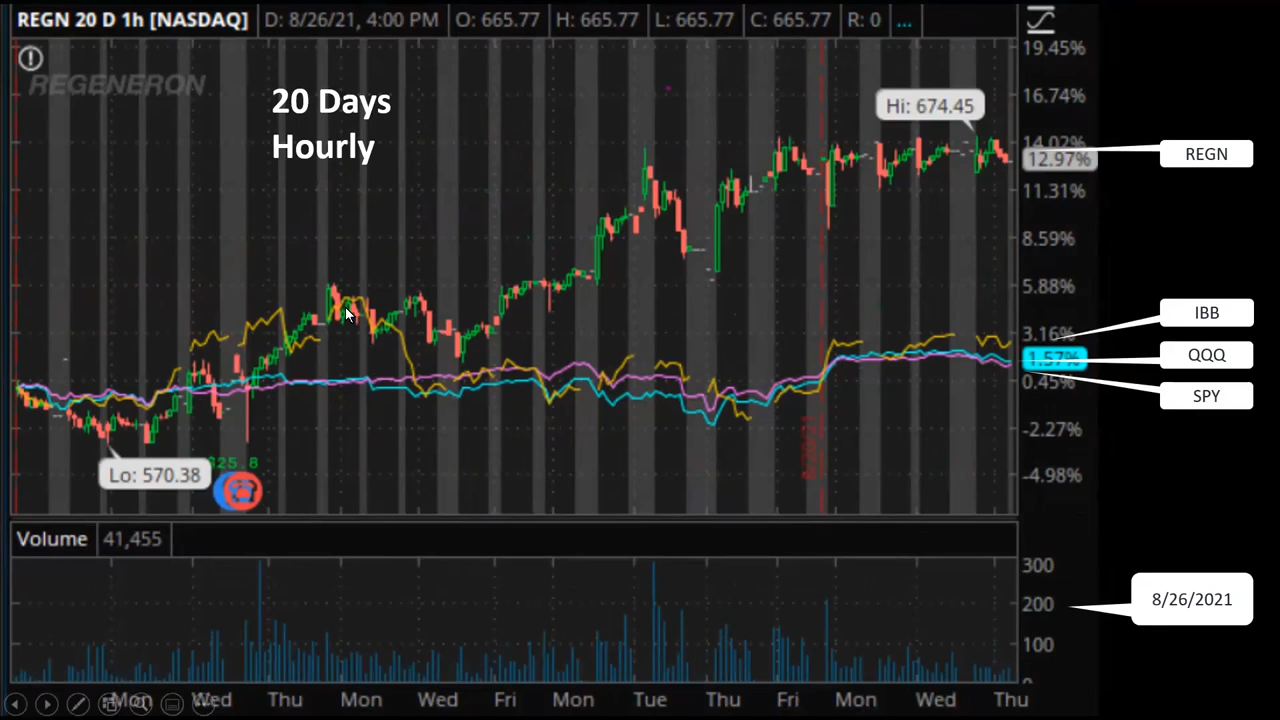 REGN 20 D 1h [NASDAQ] D: 8/26/21, 4:00 PM O: 665.77 H: 665.77 L: 665.77 C: 665.77 R: 0 ...
REGENERON
20 Days
Hourly
Hi: 674.45
Lo: 570.38
19.45%
16.74%
14.02%
12.97%
11.31%
8.59%
5.88%
3.16%
1.57%
0.45%
-2.27%
-4.98%
REGN
IBB
QQQ
SPY
8/20/21
Volume 41,455
300
200
100
0
8/26/2021
Mon Wed Thu Mon Wed Fri Mon Tue Thu Fri Mon Wed Thu